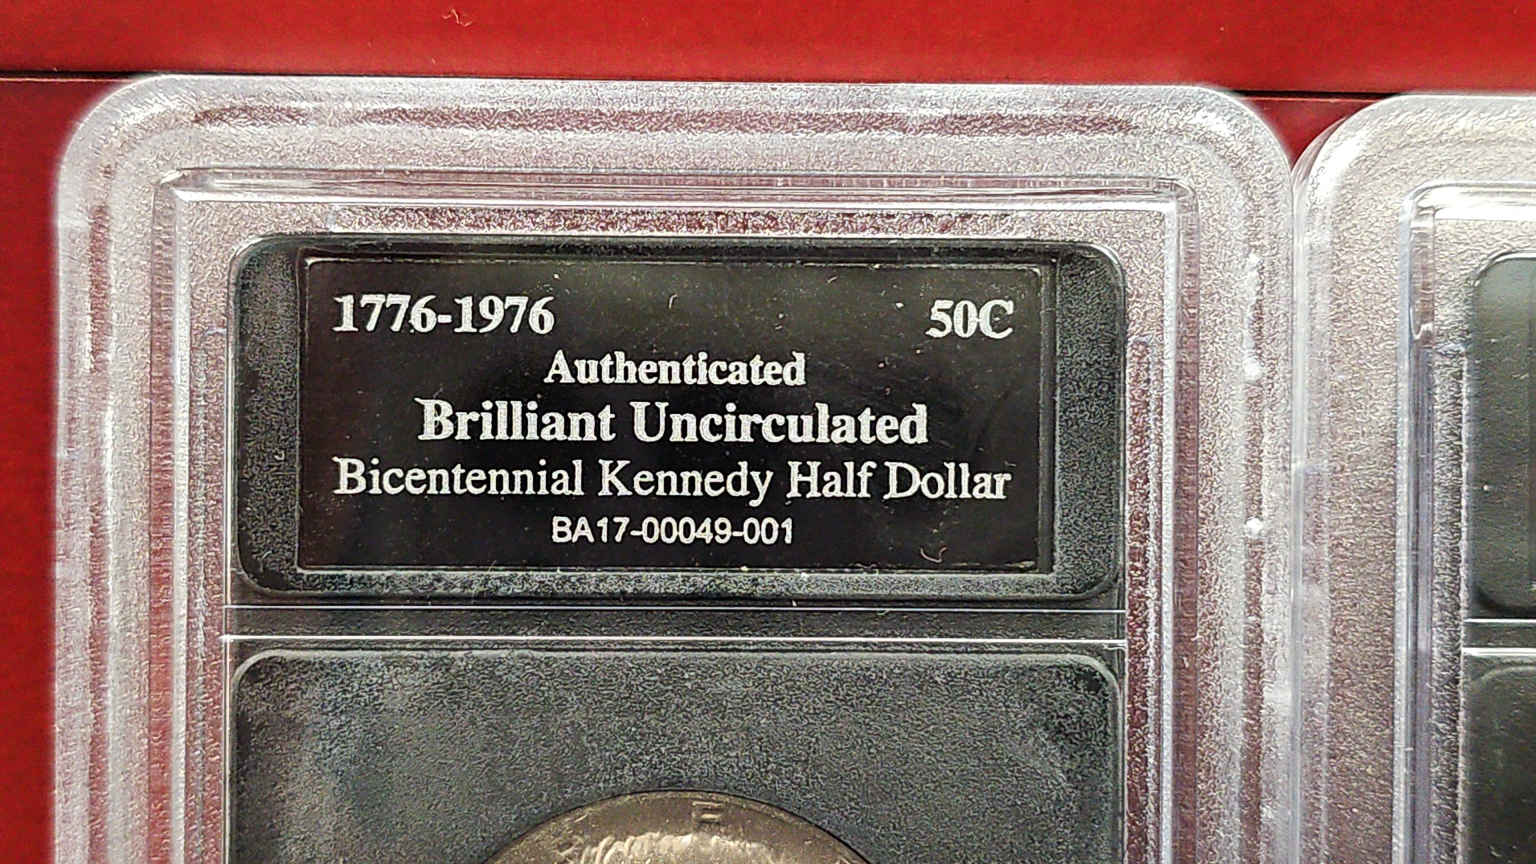 1776-1976 50C
Authenticated
Brilliant Uncirculated
Bicentennial Kennedy Half Dollar
BA17-00049-001